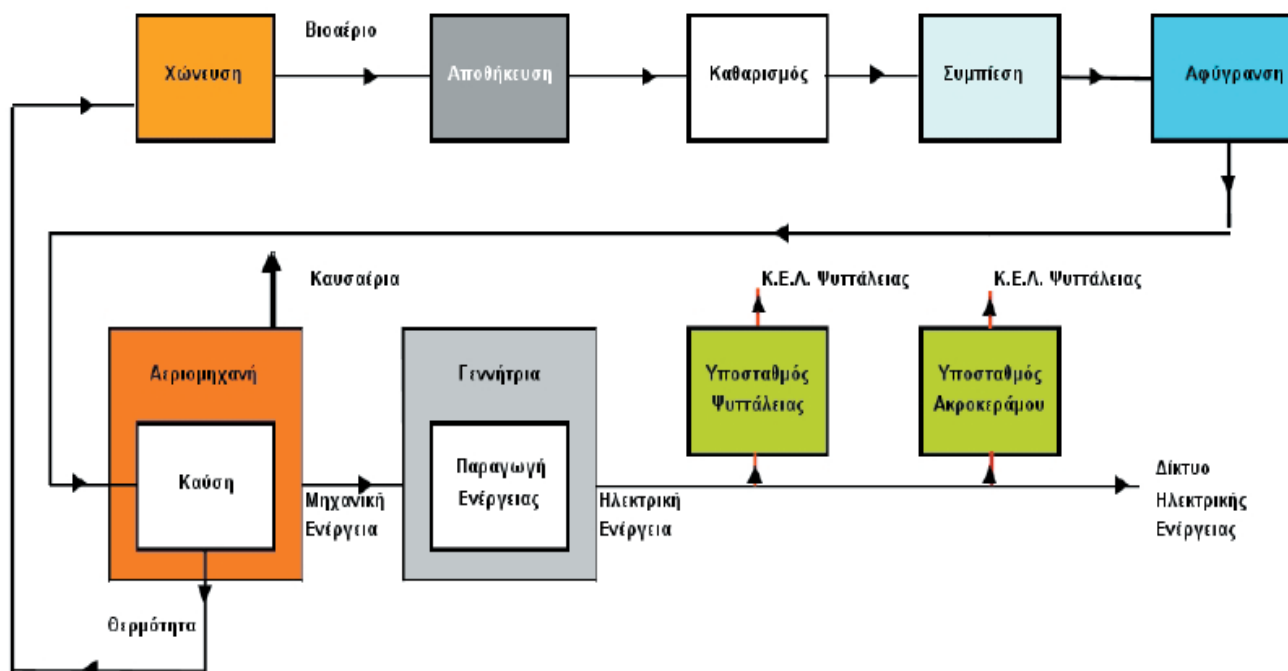 Βιοαέριο
Χώνευση
Αποθήκευση
Καθαρισμός
Συμπίεση
Αφύγρανση
Καυσαέρια
Κ.Ε.Λ. Ψυττάλειας
Κ.Ε.Λ. Ψυττάλειας
Αεριομηχανή
Γεννήτρια
Υποσταθμός
Ψυττάλειας
Υποσταθμός
Ακροκεράμου
Καύση
Παραγωγή
Ενέργειας
Μηχανική
Ενέργεια
Ηλεκτρική
Ενέργεια
Δίκτυο
Ηλεκτρικής
Ενέργειας
Θερμότητα